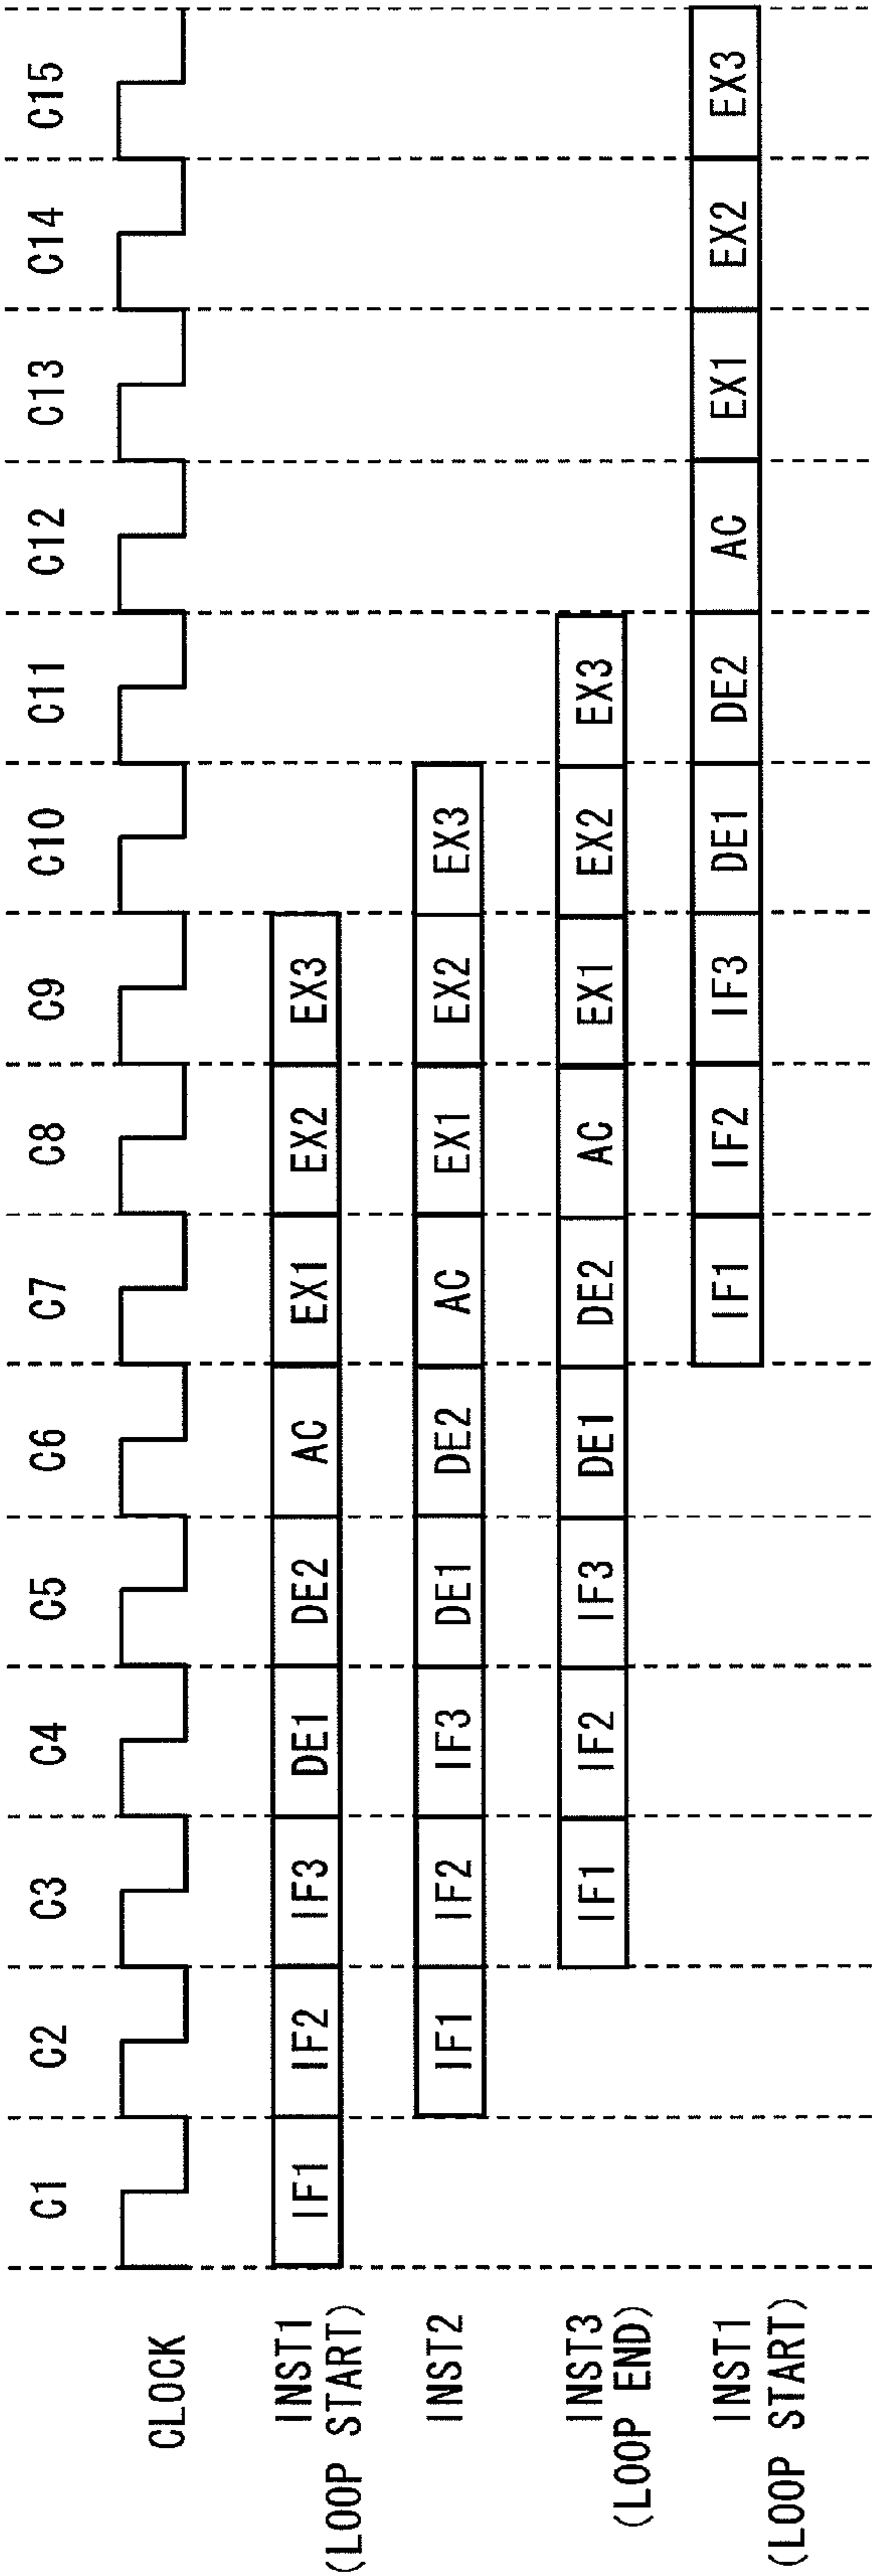 C1 C2 C3 C4 C5 C6 C7 C8 C9 C10 C11 C12 C13 C14 C15
CLOCK
INST1 IF1 IF2 IF3 DE1 DE2 AC EX1 EX2 EX3
(LOOP START)
INST2 IF1 IF2 IF3 DE1 DE2 AC EX1 EX2 EX3
INST3 IF1 IF2 IF3 DE1 DE2 AC EX1 EX2 EX3
(LOOP END)
INST1 IF1 IF2 IF3 DE1 DE2 AC EX1 EX2 EX3
(LOOP START)